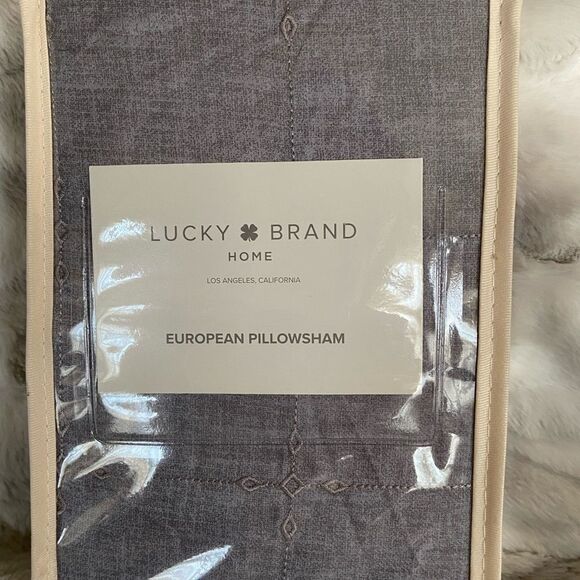 LUCKY BRAND
HOME
LOS ANGELES, CALIFORNIA
EUROPEAN PILLOWSHAM